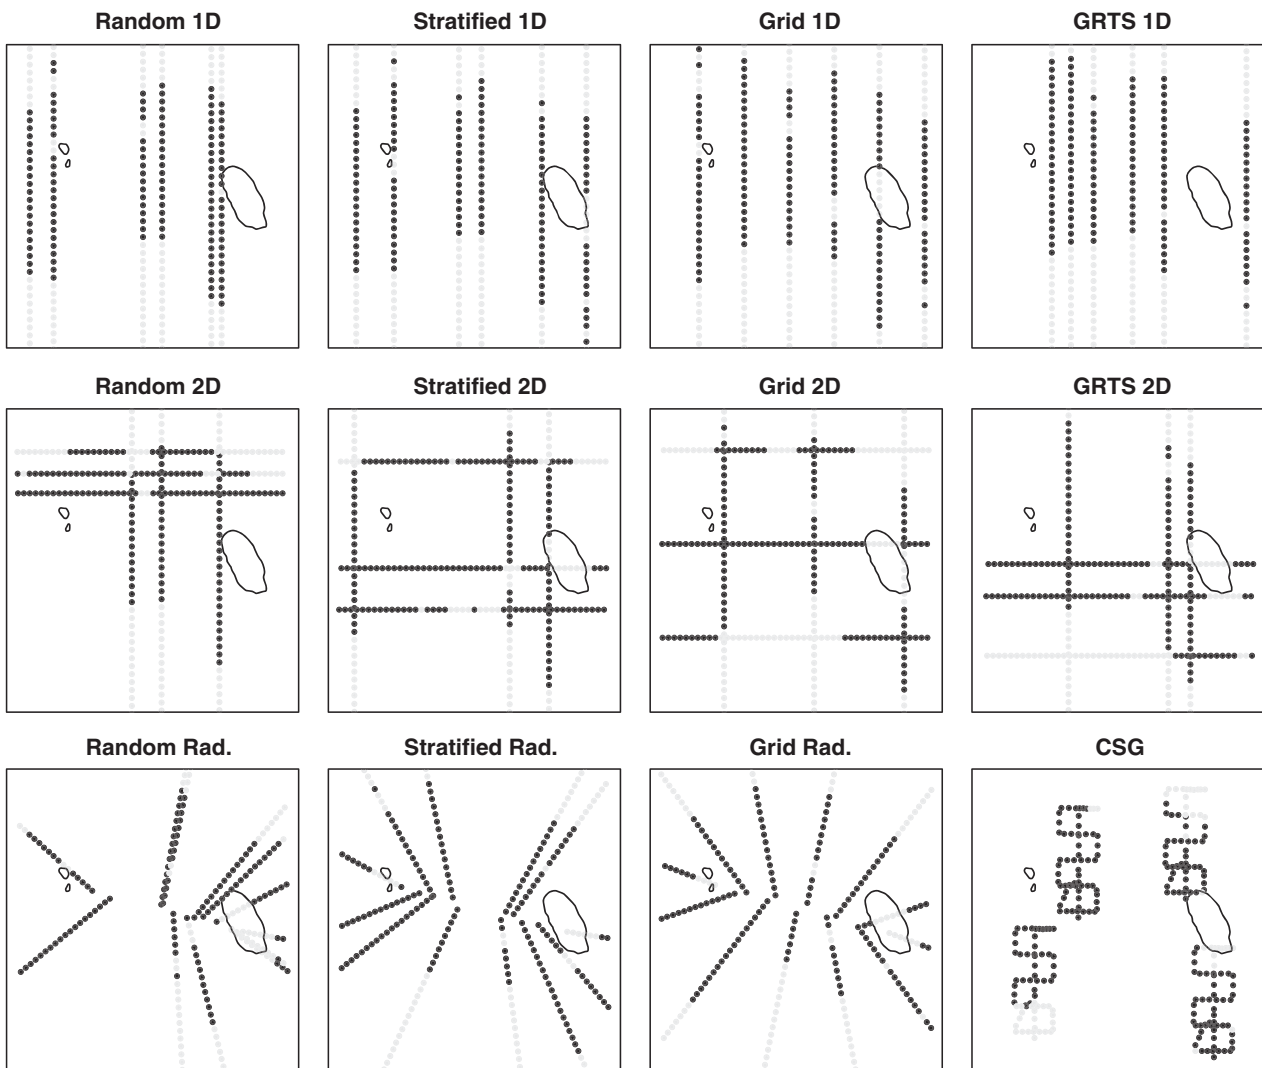 Random 1D Stratified 1D Grid 1D GRTS 1D
Random 2D Stratified 2D Grid 2D GRTS 2D
Random Rad. Stratified Rad. Grid Rad. CSG